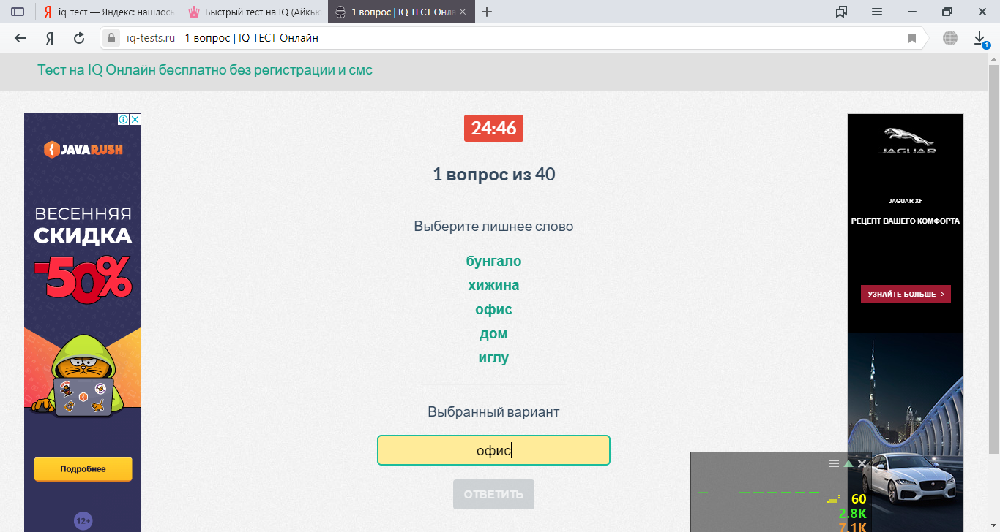 iq-тест — Яндекс: нашлось
Быстрый тест на IQ (Айкью
1 вопрос | IQ ТЕСТ Онла
Я
iq-tests.ru 1 вопрос | IQ ТЕСТ Онлайн
1
Тест на IQ Онлайн бесплатно без регистрации и смс
JAVARUSH
ВЕСЕННЯЯ
СКИДКА
-50%
Подробнее
12+
24:46
1 вопрос из 40
Выберите лишнее слово
бунгало
хижина
офис
дом
иглу
Выбранный вариант
офис
ОТВЕТИТЬ
JAGUAR
JAGUAR XF
РЕЦЕПТ ВАШЕГО КОМФОРТА
УЗНАЙТЕ БОЛЬШЕ ›
60
2.8K
7.1K